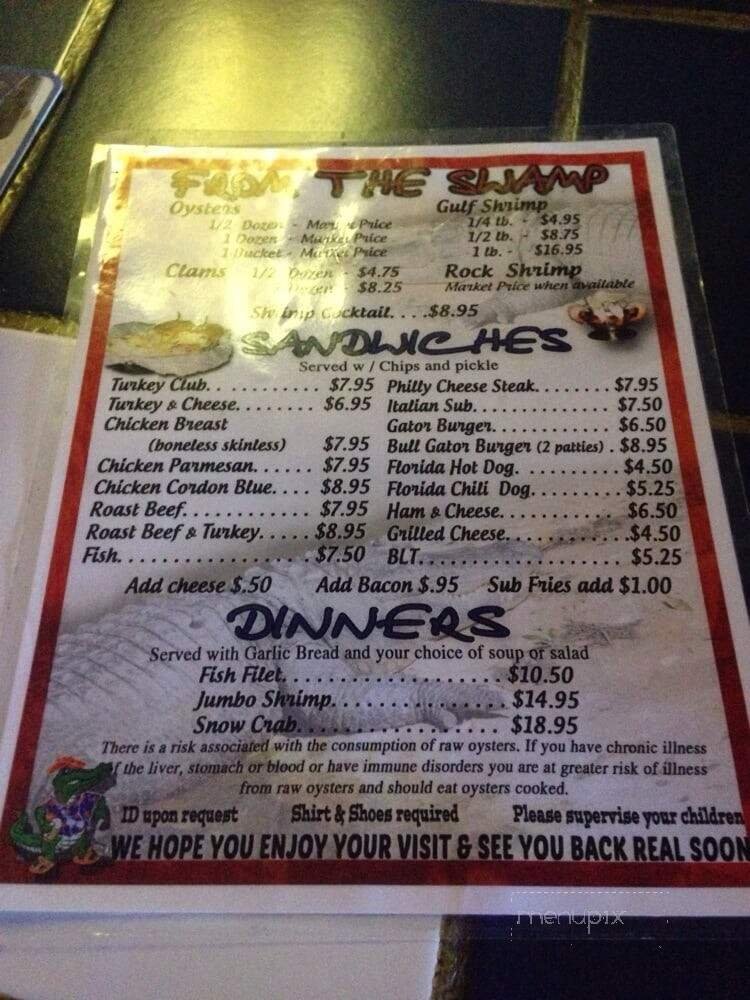 FROM THE SWAMP
Oysters
1/2 Dozen - Market Price
1 Dozen - Market Price
1 Bucket - Market Price
Gulf Shrimp
1/4 lb. - $4.95
1/2 lb. - $8.75
1 lb. - $16.95
Clams 1/2 Dozen - $4.75
Dozen - $8.25
Rock Shrimp
Market Price when available
Shrimp Cocktail. . . .$8.95
SANDWICHES
Served w / Chips and pickle
Turkey Club. . . . . . . . . . . $7.95
Turkey & Cheese. . . . . . . . $6.95
Chicken Breast
(boneless skinless) $7.95
Chicken Parmesan. . . . . . $7.95
Chicken Cordon Blue. . . . $8.95
Roast Beef. . . . . . . . . . . . $7.95
Roast Beef & Turkey. . . . . $8.95
Fish. . . . . . . . . . . . . . . . . . $7.50
Philly Cheese Steak. . . . . . . . $7.95
Italian Sub. . . . . . . . . . . . . . $7.50
Gator Burger. . . . . . . . . . . . $6.50
Bull Gator Burger (2 patties) . $8.95
Florida Hot Dog. . . . . . . . . . $4.50
Florida Chili Dog. . . . . . . . . $5.25
Ham & Cheese. . . . . . . . . . . $6.50
Grilled Cheese. . . . . . . . . . . .$4.50
BLT. . . . . . . . . . . . . . . . . . . $5.25
Add cheese $.50 Add Bacon $.95 Sub Fries add $1.00
DINNERS
Served with Garlic Bread and your choice of soup or salad
Fish Filet. . . . . . . . . . . . . . . . . . . $10.50
Jumbo Shrimp. . . . . . . . . . . . . . . $14.95
Snow Crab. . . . . . . . . . . . . . . . . . $18.95
There is a risk associated with the consumption of raw oysters. If you have chronic illness
of the liver, stomach or blood or have immune disorders you are at greater risk of illness
from raw oysters and should eat oysters cooked.
ID upon request Shirt & Shoes required Please supervise your children
WE HOPE YOU ENJOY YOUR VISIT & SEE YOU BACK REAL SOON
menupix